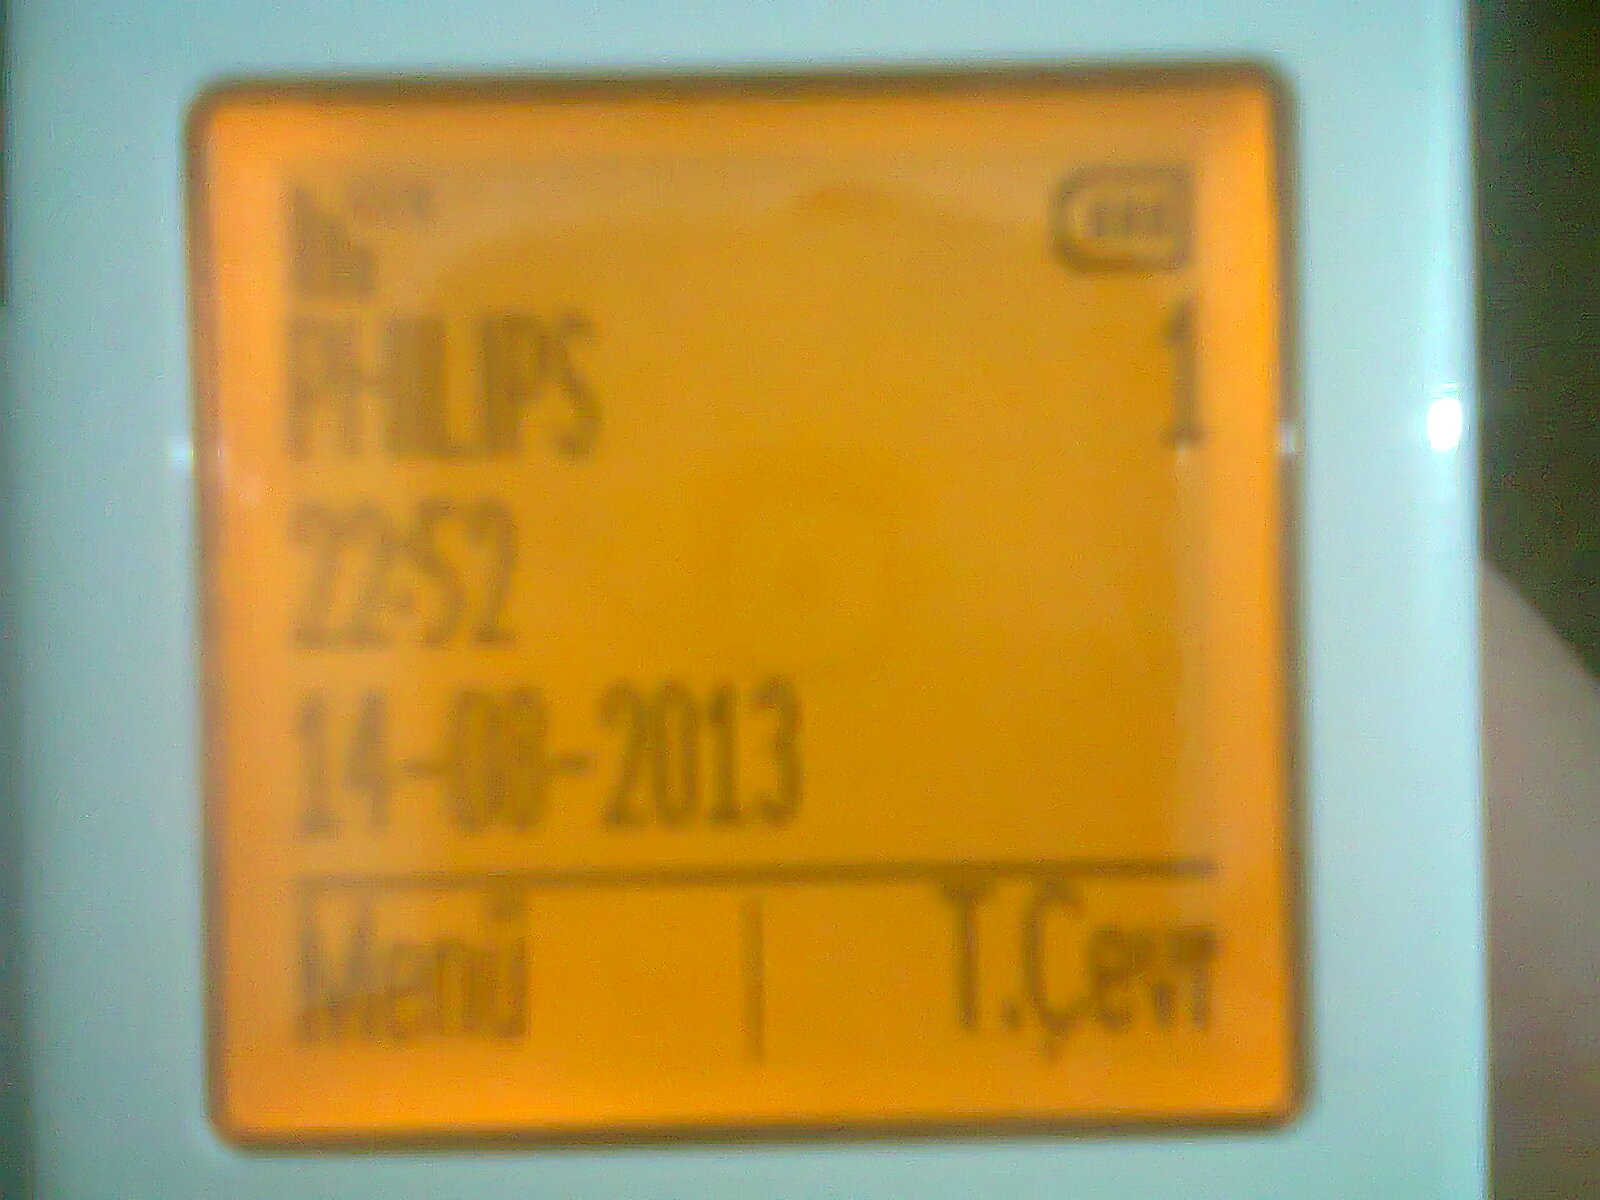 PHILIPS 1
22:52
14-08-2013
Menü | T.Çevr